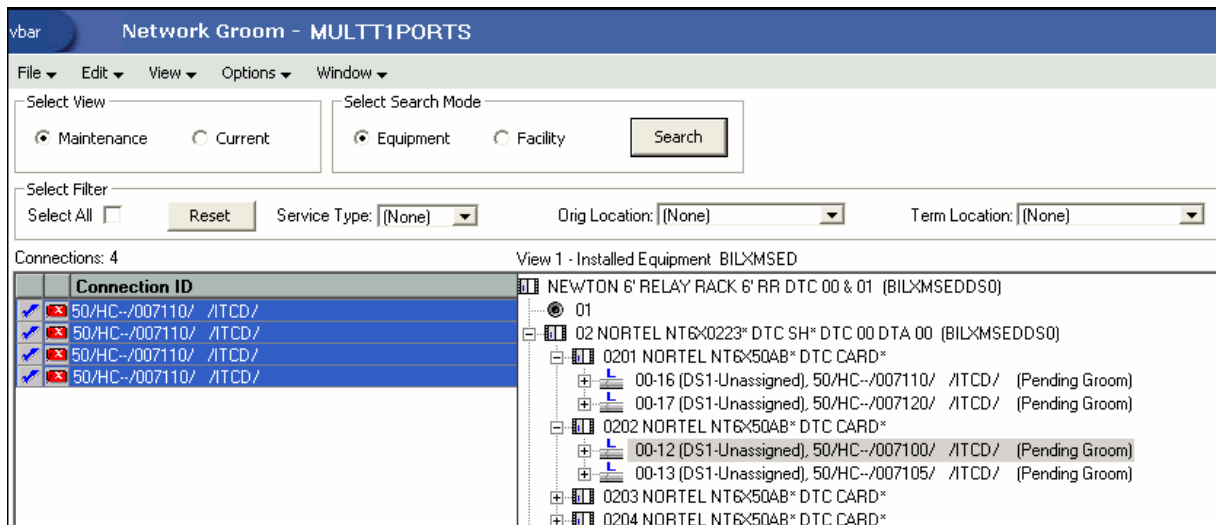 vbar Network Groom - MULTT1PORTS
File Edit View Options Window
Select View Select Search Mode
Maintenance Current Equipment Facility Search
Select Filter
Select All Reset Service Type: (None) Orig Location: (None) Term Location: (None)
Connections: 4 View 1 - Installed Equipment BILXMSED
Connection ID
50/HC--/007110/ /ITCD/
50/HC--/007110/ /ITCD/
50/HC--/007110/ /ITCD/
50/HC--/007110/ /ITCD/
NEWTON 6' RELAY RACK 6' RR DTC 00 & 01 (BILXMSEDDS0)
01
02 NORTEL NT6X0223* DTC SH* DTC 00 DTA 00 (BILXMSEDDS0)
0201 NORTEL NT6X50AB* DTC CARD*
00-16 (DS1-Unassigned), 50/HC--/007110/ /ITCD/ (Pending Groom)
00-17 (DS1-Unassigned), 50/HC--/007120/ /ITCD/ (Pending Groom)
0202 NORTEL NT6X50AB* DTC CARD*
00-12 (DS1-Unassigned), 50/HC--/007100/ /ITCD/ (Pending Groom)
00-13 (DS1-Unassigned), 50/HC--/007105/ /ITCD/ (Pending Groom)
0203 NORTEL NT6X50AB* DTC CARD*
0204 NORTEL NT6X50AB* DTC CARD*